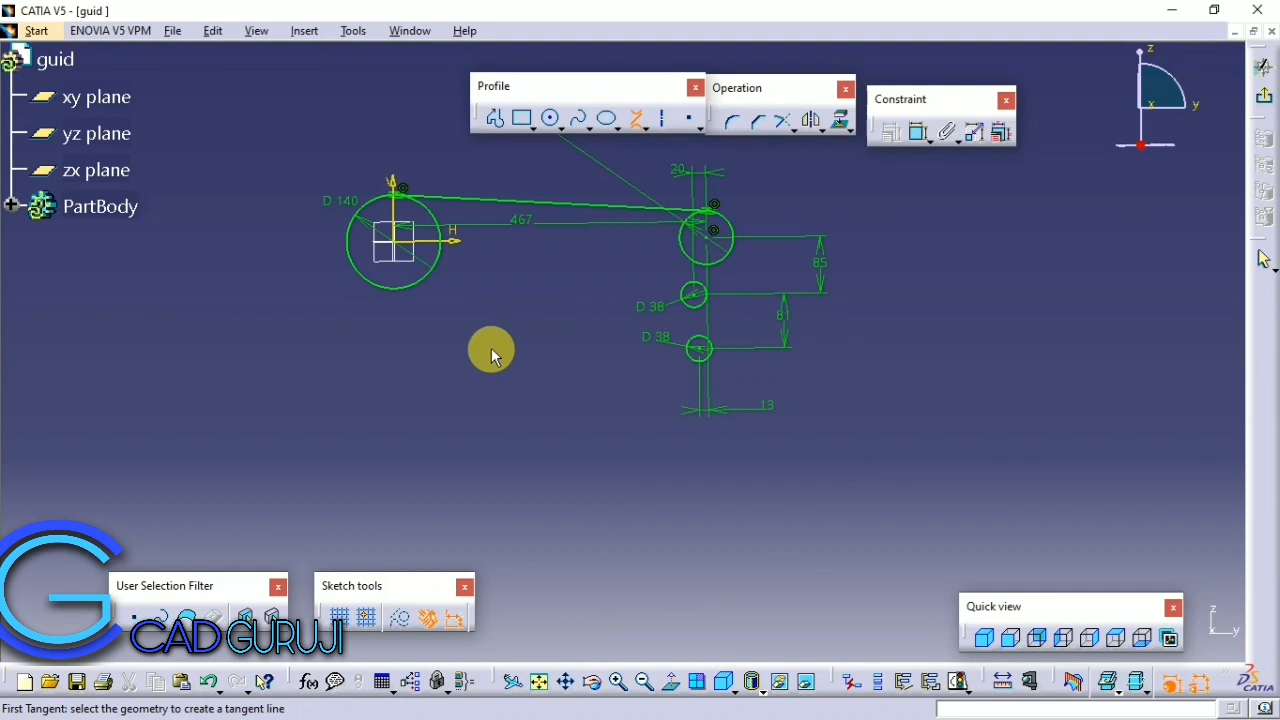 CATIA V5 - [guid ]
Start ENOVIA V5 VPM File Edit View Insert Tools Window Help
guid
xy plane
yz plane
zx plane
PartBody
Profile
Operation
Constraint
z
x
y
20
D 140
V
467
H
85
D 38
81
D 38
13
User Selection Filter
Sketch tools
Quick view
G
CAD GURUJI
z
x
y
f(x)
CATIA
First Tangent: select the geometry to create a tangent line